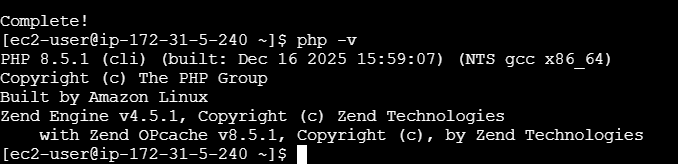 Complete!
[ec2-user@ip-172-31-5-240 ~]$ php -v
PHP 8.5.1 (cli) (built: Dec 16 2025 15:59:07) (NTS gcc x86_64)
Copyright (c) The PHP Group
Built by Amazon Linux
Zend Engine v4.5.1, Copyright (c) Zend Technologies
    with Zend OPcache v8.5.1, Copyright (c), by Zend Technologies
[ec2-user@ip-172-31-5-240 ~]$